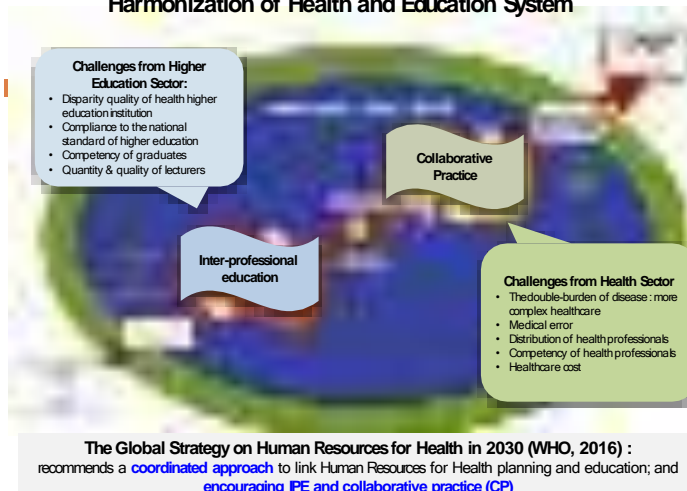 Harmonization of Health and Education System
Challenges from Higher
Education Sector:
• Disparity quality of health higher
education institution
• Compliance to the national
standard of higher education
• Competency of graduates
• Quantity & quality of lecturers
Collaborative
Practice
Inter-professional
education
Challenges from Health Sector
• The double-burden of disease : more
complex healthcare
• Medical error
• Distribution of health professionals
• Competency of health professionals
• Healthcare cost
The Global Strategy on Human Resources for Health in 2030 (WHO, 2016) :
recommends a coordinated approach to link Human Resources for Health planning and education; and
encouraging IPE and collaborative practice (CP)